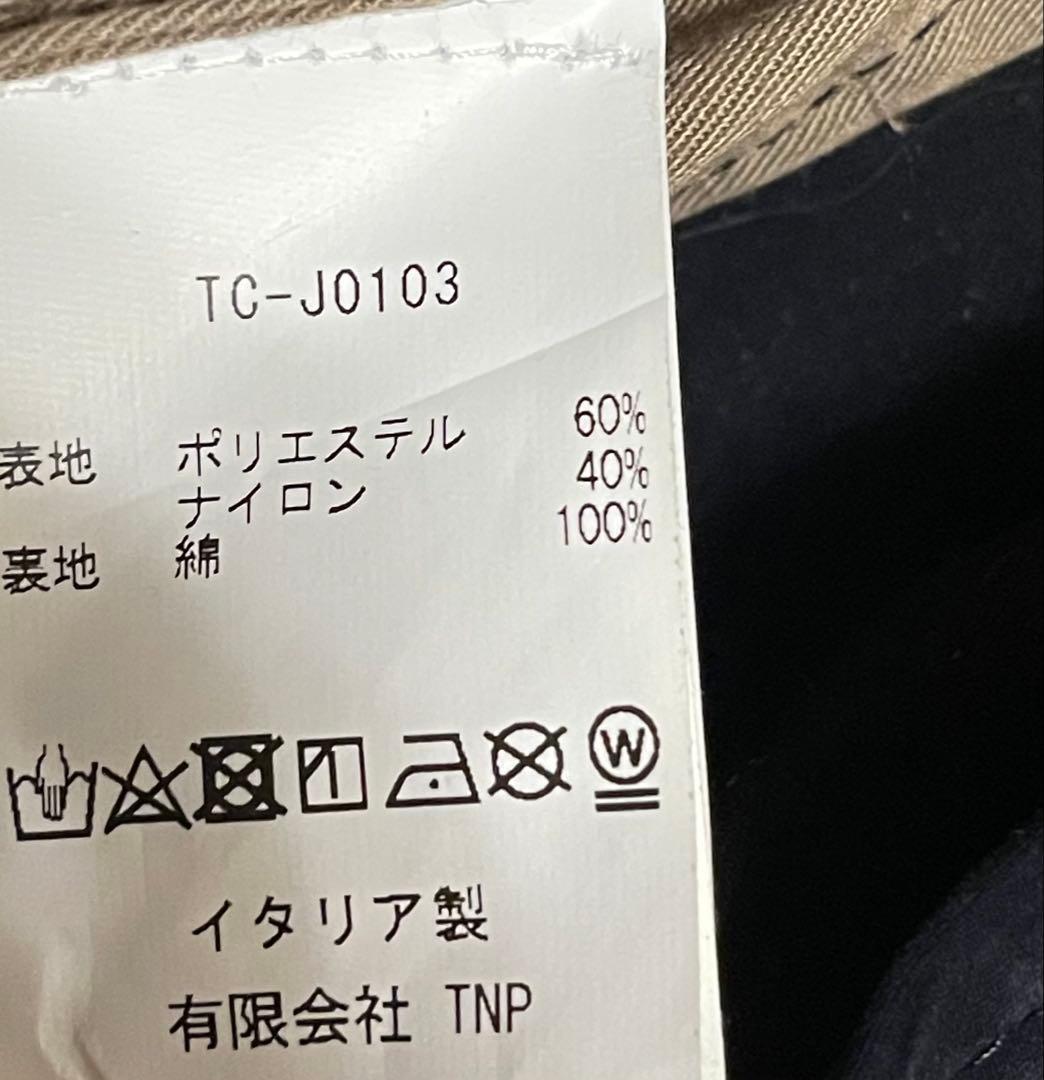 TC-J0103
表地 ポリエステル 60%
ナイロン 40%
裏地 綿 100%
W
イタリア製
有限会社 TNP